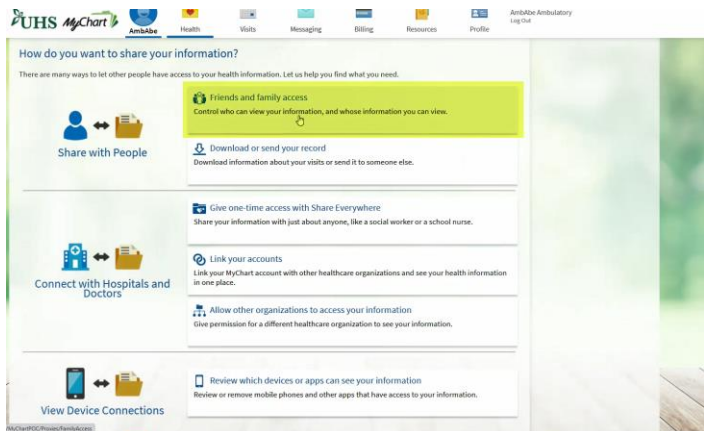 UHS MyChart
AmbAbe
Health
Visits
Messaging
Billing
Resources
Profile
AmbAbe Ambulatory
Log Out
How do you want to share your information?
There are many ways to let other people have access to your health information. Let us help you find what you need.
Share with People
Friends and family access
Control who can view your information, and whose information you can view.
Download or send your record
Download information about your visits or send it to someone else.
Connect with Hospitals and
Doctors
Give one-time access with Share Everywhere
Share your information with just about anyone, like a social worker or a school nurse.
Link your accounts
Link your MyChart account with other healthcare organizations and see your health information
in one place.
Allow other organizations to access your information
Give permission for a different healthcare organization to see your information.
View Device Connections
Review which devices or apps can see your information
Review or remove mobile phones and other apps that have access to your information.
/MyChartPOC/Proxies/FamilyAccess